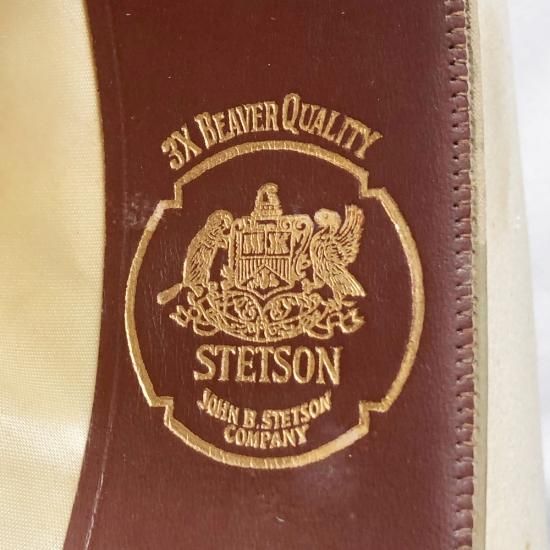 3X BEAVER QUALITY
STETSON
JOHN B. STETSON
COMPANY